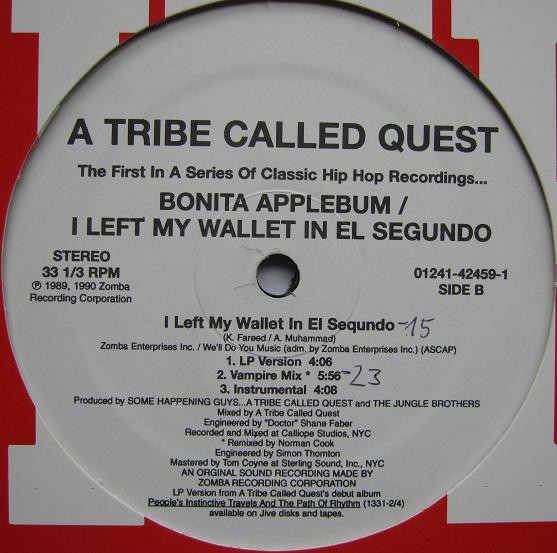 A TRIBE CALLED QUEST
The First In A Series Of Classic Hip Hop Recordings...
BONITA APPLEBUM /
I LEFT MY WALLET IN EL SEGUNDO
STEREO
33 1/3 RPM
℗ 1989, 1990 Zomba
Recording Corporation
01241-42459-1
SIDE B
I Left My Wallet In El Sequndo -15
(K. Fareed / A. Muhammad)
Zomba Enterprises Inc. / We'll Do You Music (adm. by Zomba Enterprises Inc.) (ASCAP)
1. LP Version 4:06
2. Vampire Mix * 5:56 -23
3. Instrumental 4:08
Produced by SOME HAPPENING GUYS...A TRIBE CALLED QUEST and THE JUNGLE BROTHERS
Mixed by A Tribe Called Quest
Engineered by "Doctor" Shane Faber
Recorded and Mixed at Calliope Studios, NYC
* Remixed by Norman Cook
Engineered by Simon Thornton
Mastered by Tom Coyne at Sterling Sound, Inc., NYC
AN ORGINAL SOUND RECORDING MADE BY
ZOMBA RECORDING CORPORATION
LP Version from A Tribe Called Quest's debut album
People's Instinctive Travels And The Path Of Rhythm (1331-2/4)
available on Jive disks and tapes.